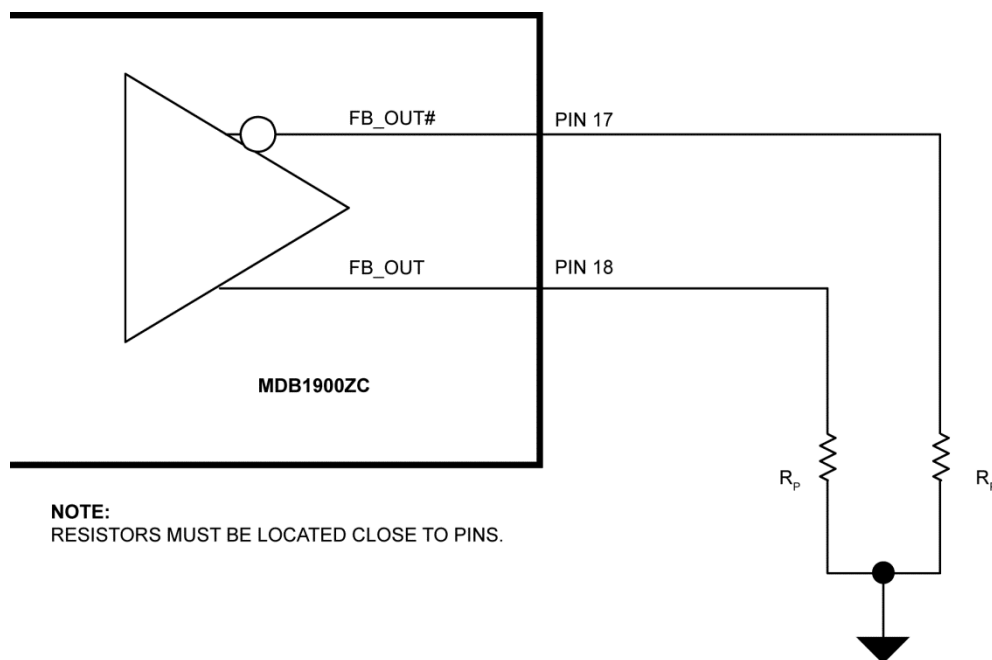 FB_OUT#
PIN 17
FB_OUT
PIN 18
MDB1900ZC
R_P
NOTE:
RESISTORS MUST BE LOCATED CLOSE TO PINS.